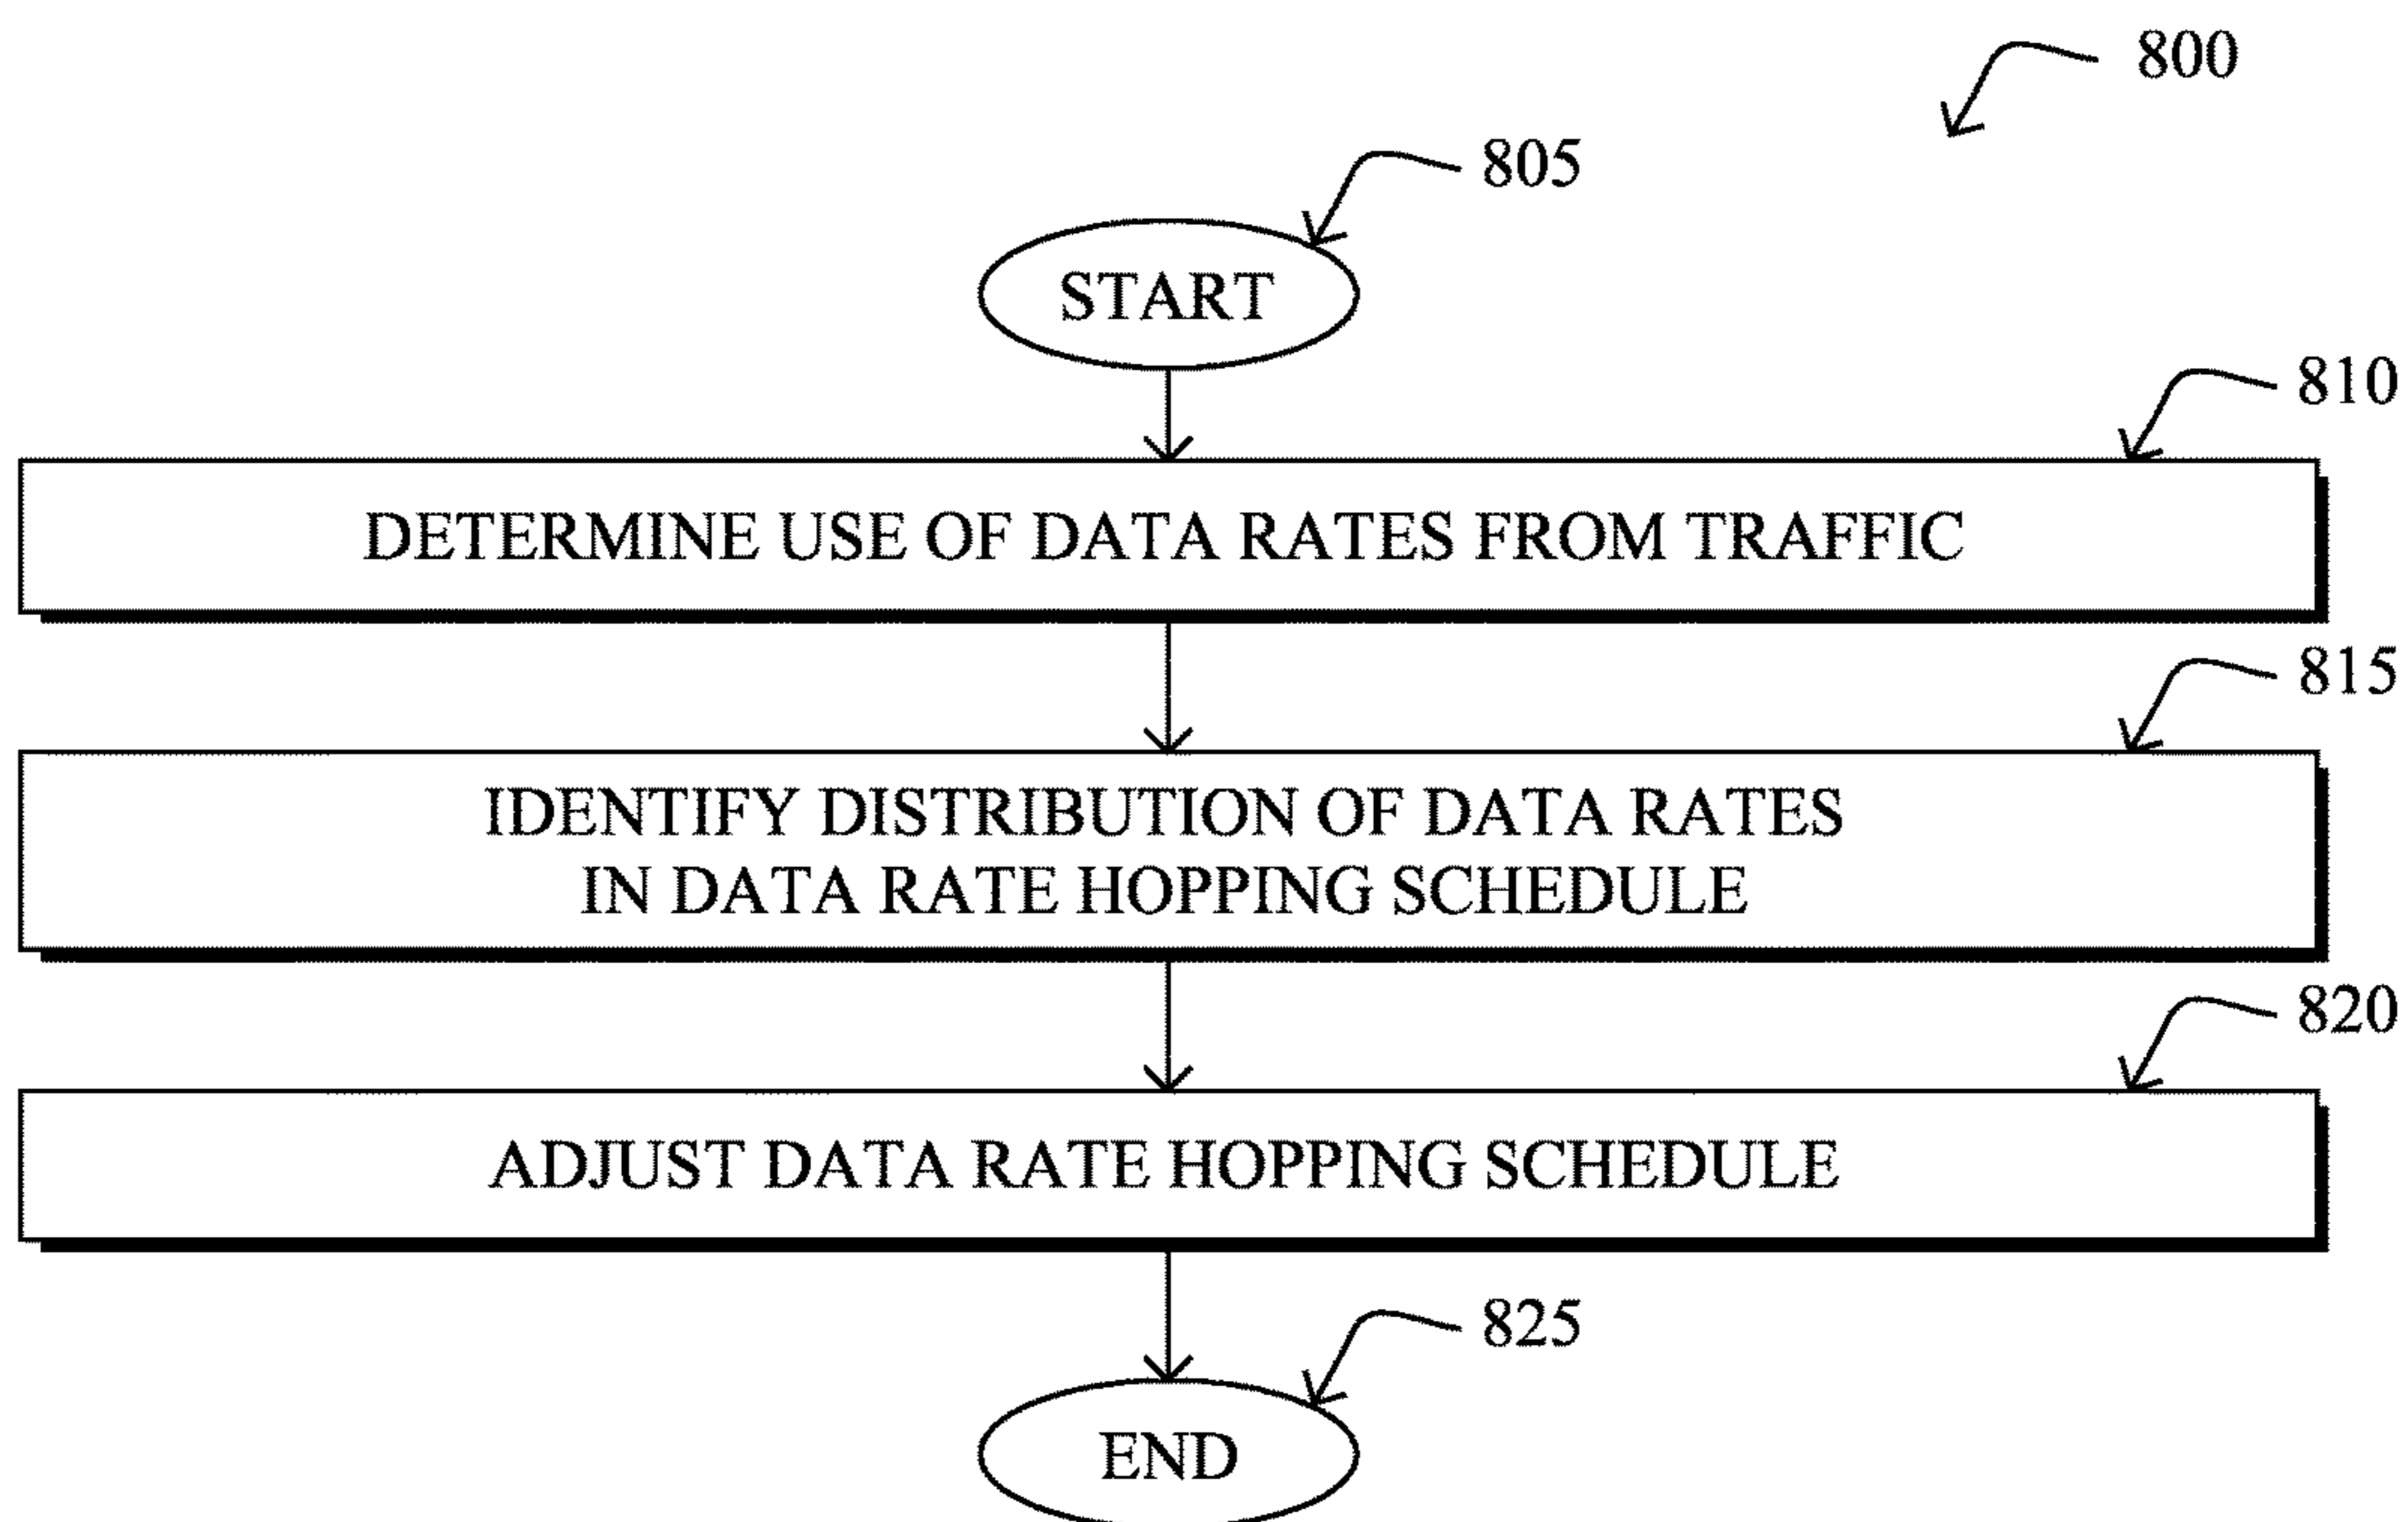 800
805
START
810
DETERMINE USE OF DATA RATES FROM TRAFFIC
815
IDENTIFY DISTRIBUTION OF DATA RATES
IN DATA RATE HOPPING SCHEDULE
820
ADJUST DATA RATE HOPPING SCHEDULE
825
END